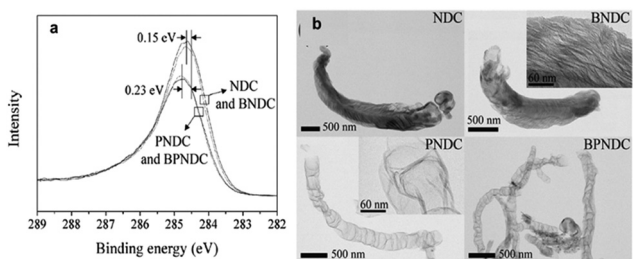 a
0.15 eV
0.23 eV
NDC
and BNDC
PNDC
and BPNDC
Intensity
289 288 287 286 285 284 283 282
Binding energy (eV)
b
NDC
500 nm
BNDC
60 nm
500 nm
PNDC
60 nm
500 nm
BPNDC
500 nm